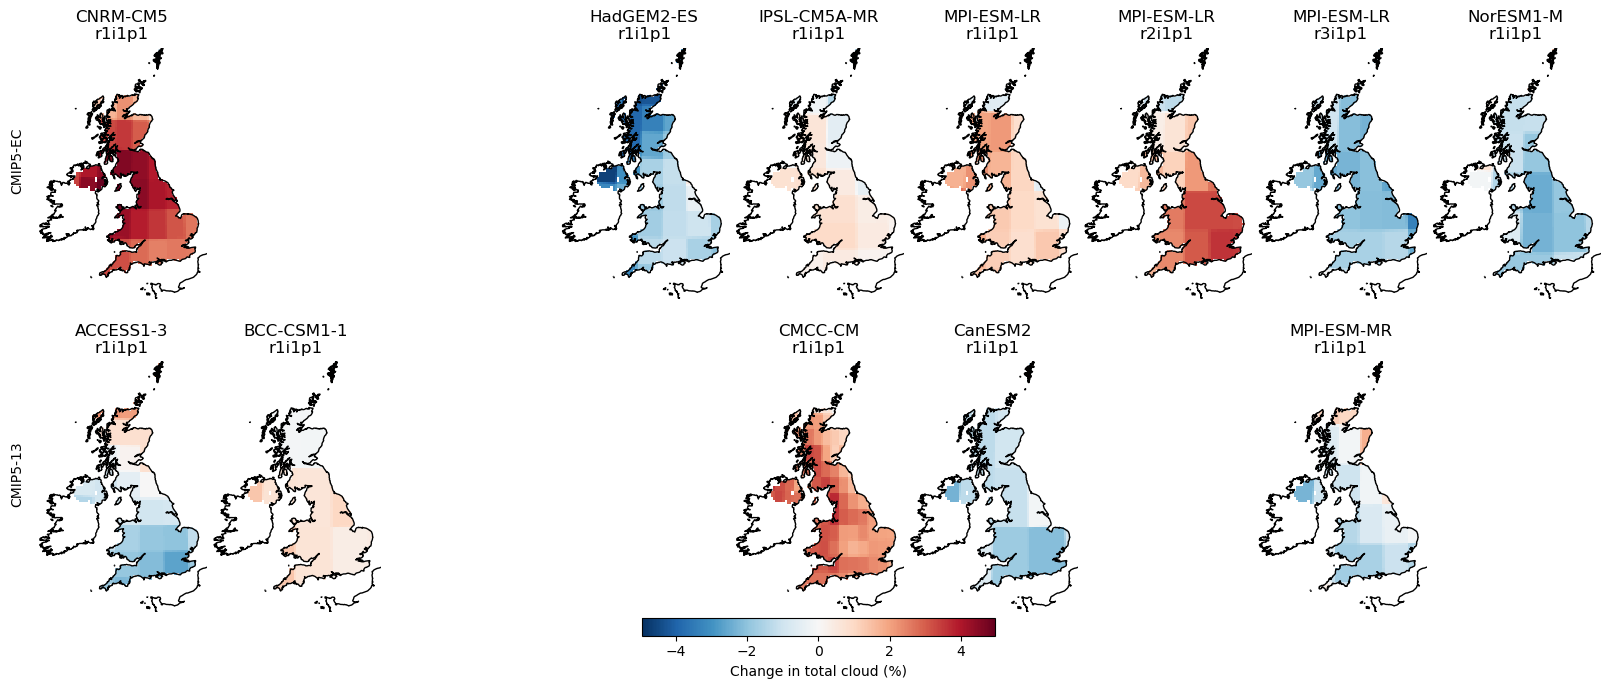 CNRM-CM5
r1i1p1
HadGEM2-ES
r1i1p1
IPSL-CM5A-MR
r1i1p1
MPI-ESM-LR
r1i1p1
MPI-ESM-LR
r2i1p1
MPI-ESM-LR
r3i1p1
NorESM1-M
r1i1p1
CMIP5-EC
ACCESS1-3
r1i1p1
BCC-CSM1-1
r1i1p1
CMCC-CM
r1i1p1
CanESM2
r1i1p1
MPI-ESM-MR
r1i1p1
CMIP5-13
−4 −2 0 2 4
Change in total cloud (%)